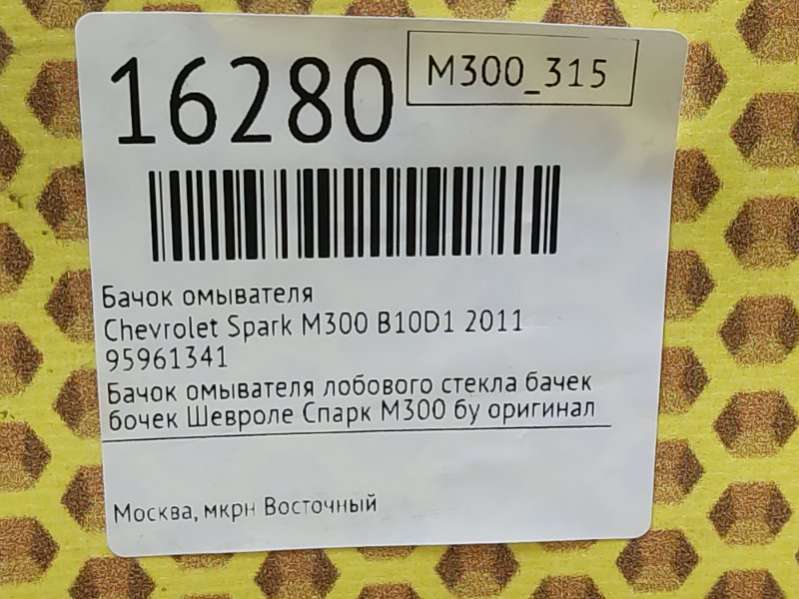 16280
M300_315
Бачок омывателя
Chevrolet Spark M300 B10D1 2011
95961341
Бачок омывателя лобового стекла бачек
бочек Шевроле Спарк М300 бу оригинал
Москва, мкрн Восточный